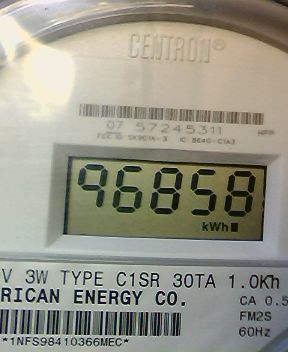 CENTRON®
07 57245311
96858
kWh
V 3W TYPE C1SR 30TA 1.0Kh
RICAN ENERGY CO.
CA 0.5
FM2S
60Hz
*1NFS98410366MEC*